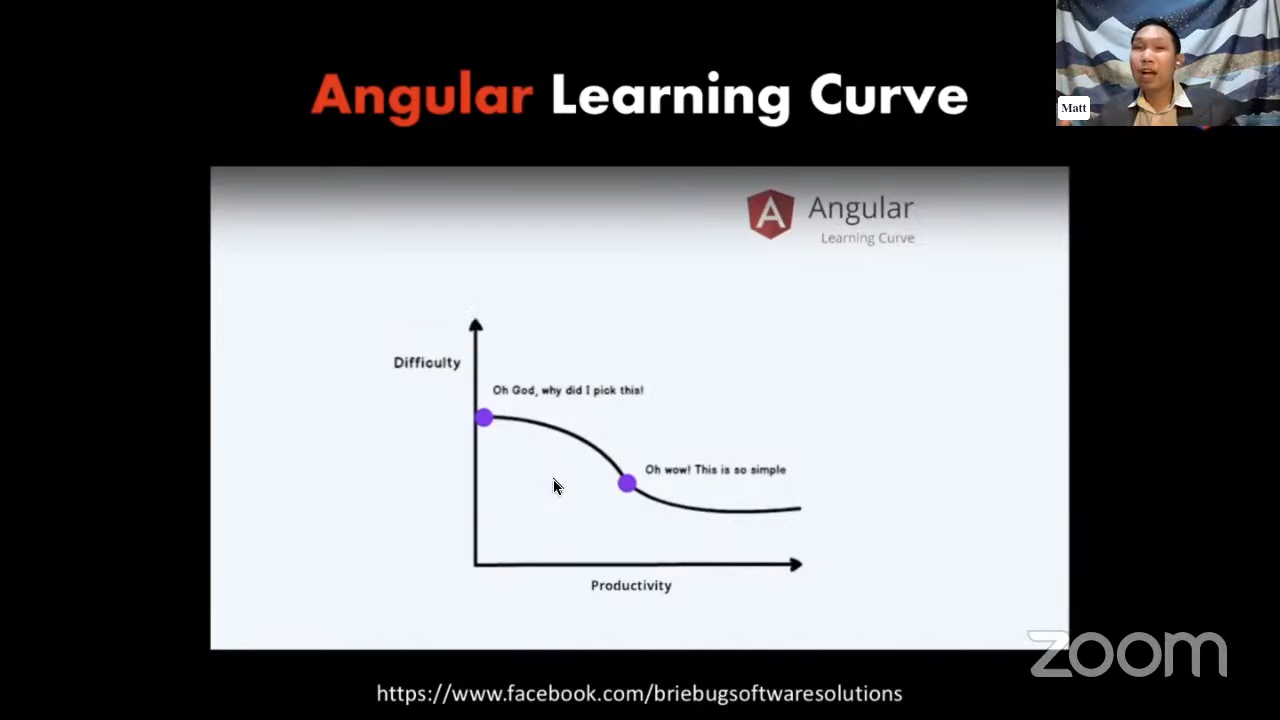 Angular Learning Curve
Matt
A Angular
Learning Curve
Difficulty
Oh God, why did I pick this!
Oh wow! This is so simple
Productivity
zoom
https://www.facebook.com/briebugsoftwaresolutions